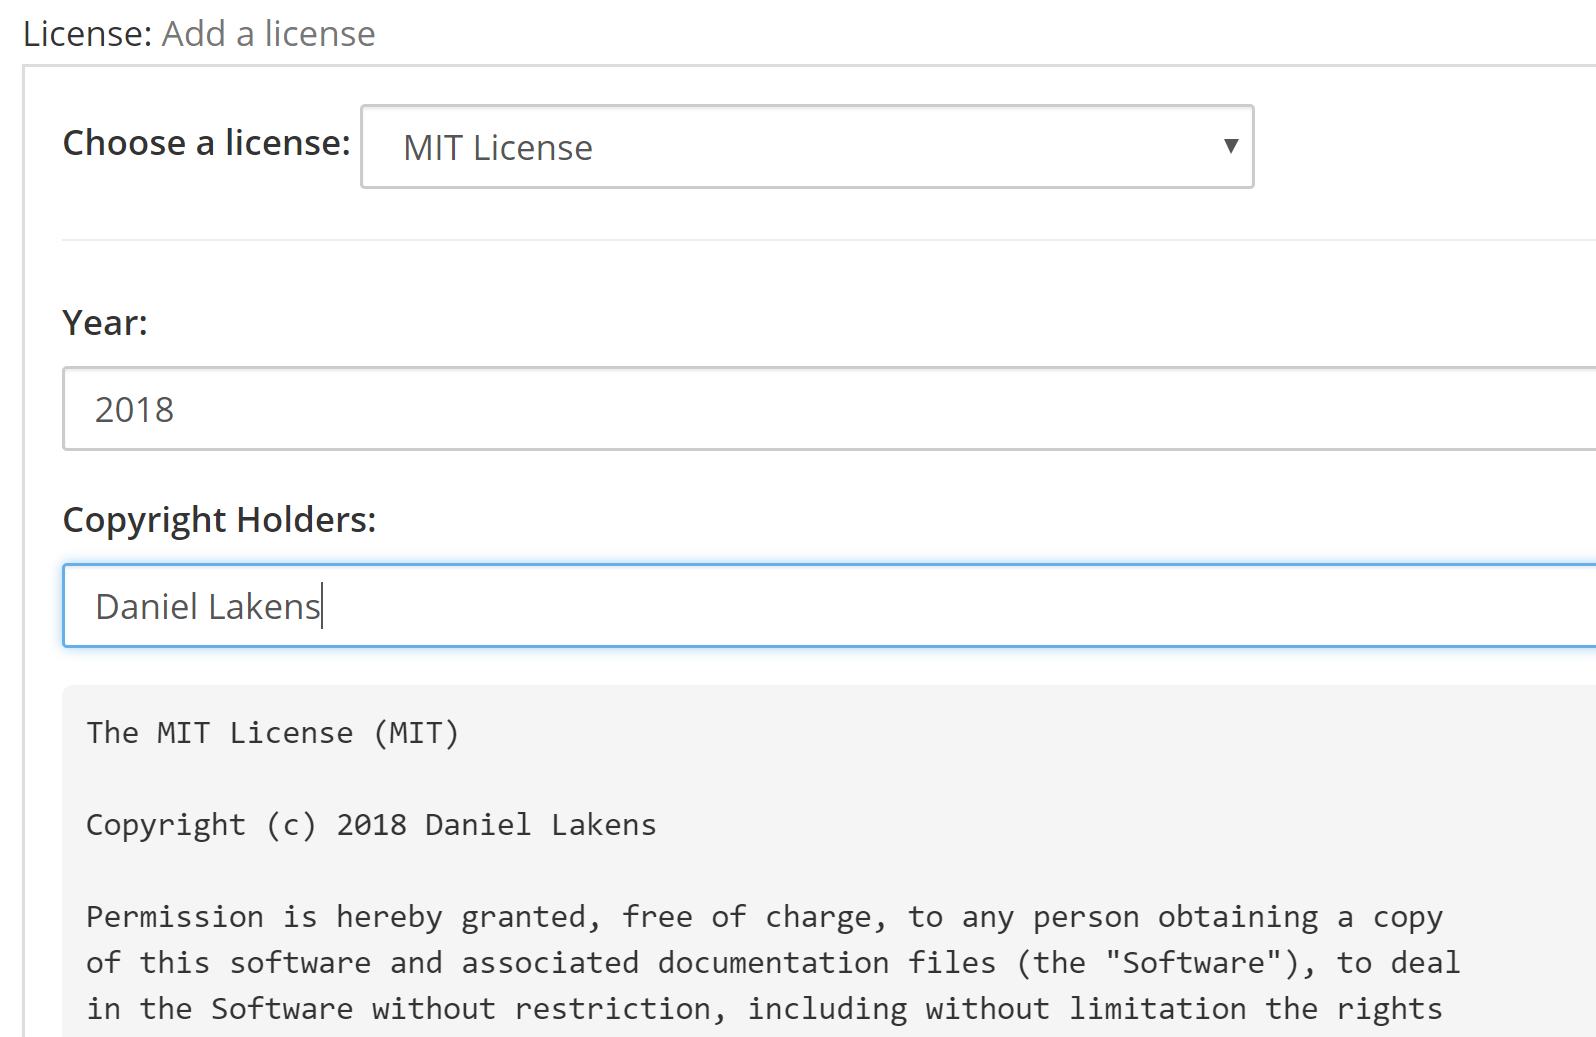 License: Add a license
Choose a license: MIT License
Year:
2018
Copyright Holders:
Daniel Lakens
The MIT License (MIT)
Copyright (c) 2018 Daniel Lakens
Permission is hereby granted, free of charge, to any person obtaining a copy
of this software and associated documentation files (the "Software"), to deal
in the Software without restriction, including without limitation the rights